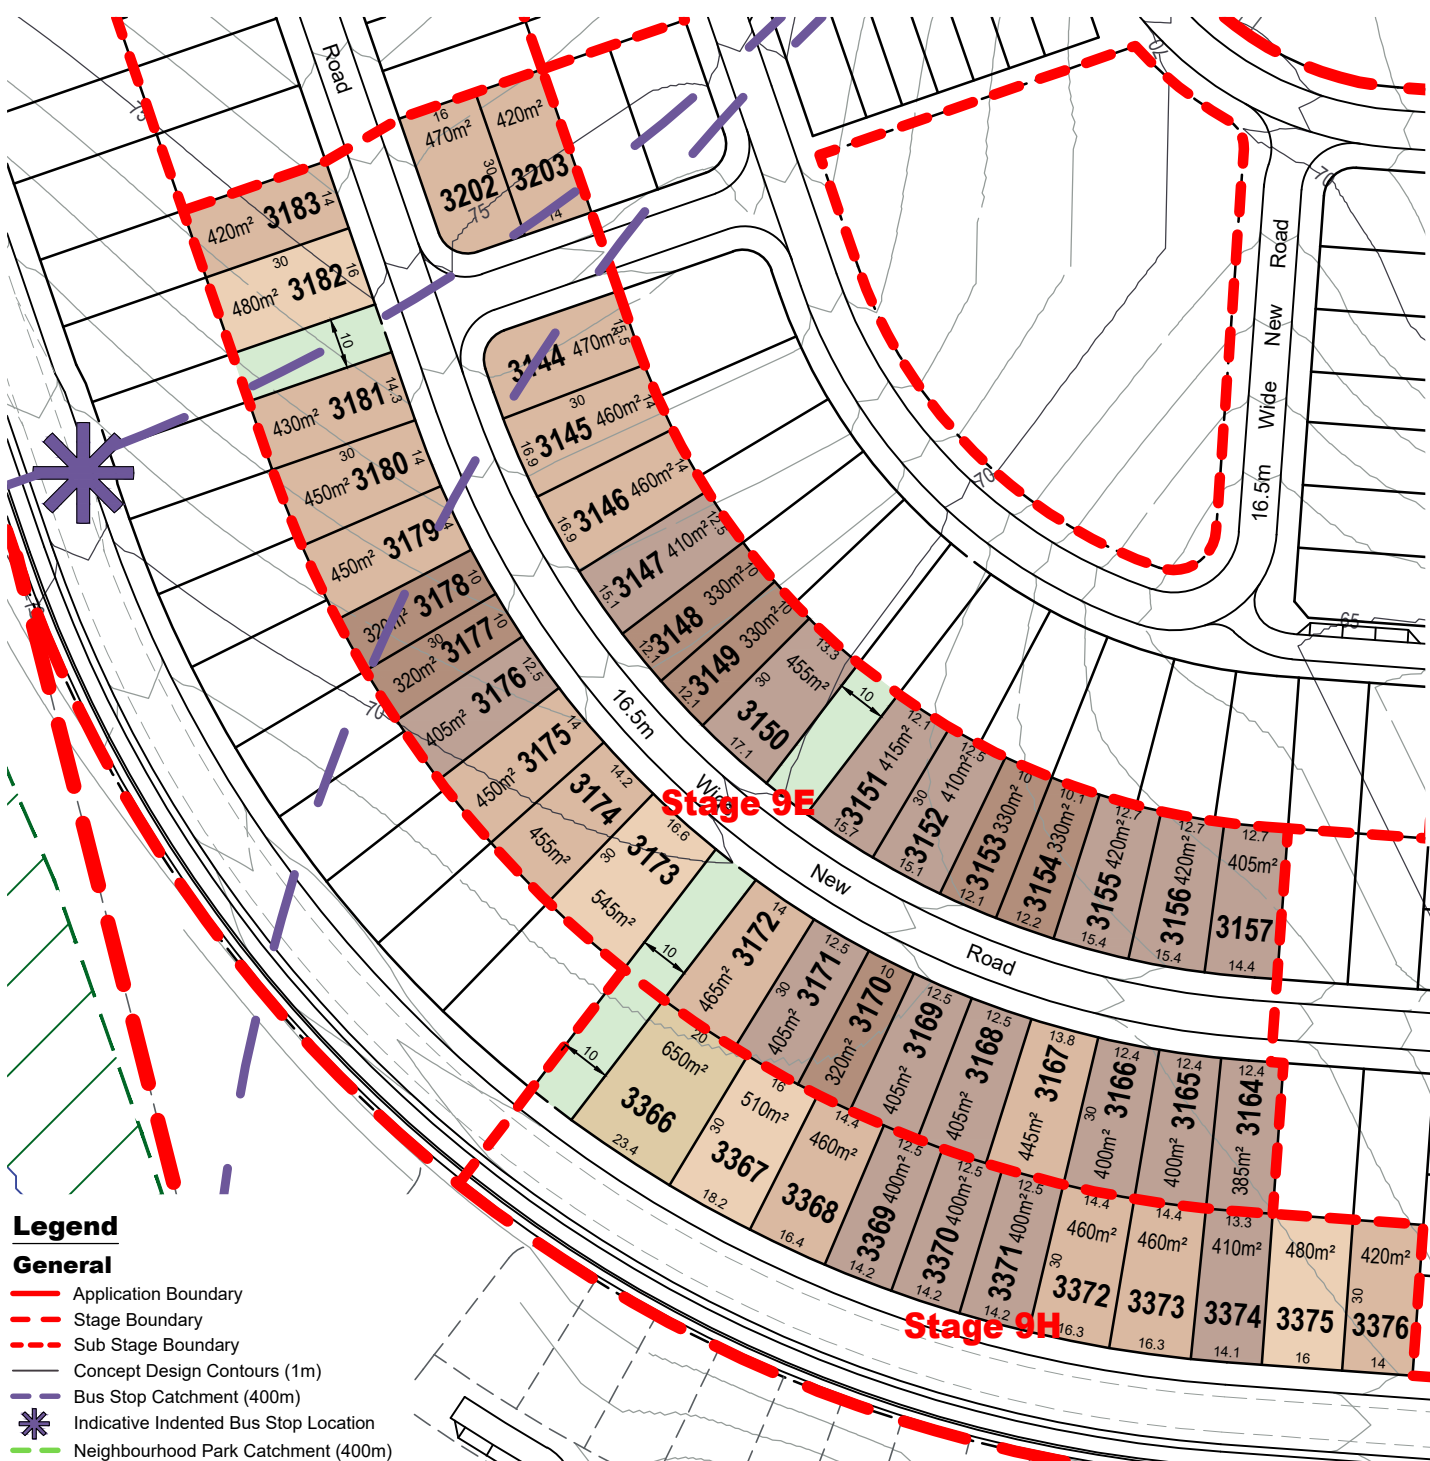 Road
75
16
470m²
30
3202
420m²
3203
14
75
70
70
Road
New
Wide
16.5m
65
70
420m²
3183
14
30
480m²
3182
16
10
430m²
3181
14.3
30
450m²
3180
14
450m²
3179
3178
10
30
320m²
3177
10
405m²
3176
12.5
70
450m²
3175
14
455m²
3174
14.2
30
545m²
3173
16.6
10
3144
470m²
15.5
30
16.9
3145
460m²
14
16.9
3146
460m²
14
15.1
3147
410m²
12.5
12.1
3148
330m²
10
12.1
3149
330m²
10
17.1
3150
30
455m²
13.3
10
15.7
3151
415m²
12.1
15.1
3152
30
410m²
12.5
12.1
3153
330m²
10
12.2
3154
330m²
10.1
15.4
3155
420m²
12.7
15.4
3156
420m²
12.7
12.7
405m²
3157
14.4
16.5m
Stage 9E
New
Road
465m²
3172
14
405m²
30
3171
12.5
320m²
3170
10
405m²
3169
12.5
405m²
3168
12.5
445m²
3167
13.8
400m²
30
3166
12.4
400m²
3165
12.4
385m²
3164
12.4
10
20
650m²
3366
23.4
16
510m²
30
3367
18.2
14.4
460m²
3368
16.4
12.5
400m²
3369
14.2
12.5
400m²
3370
14.2
12.5
400m²
3371
14.2
14.4
460m²
30
3372
16.3
14.4
460m²
3373
16.3
13.3
410m²
3374
14.1
480m²
3375
16
420m²
30
3376
14
Stage 9H
Legend
General
Application Boundary
Stage Boundary
Sub Stage Boundary
Concept Design Contours (1m)
Bus Stop Catchment (400m)
Indicative Indented Bus Stop Location
Neighbourhood Park Catchment (400m)